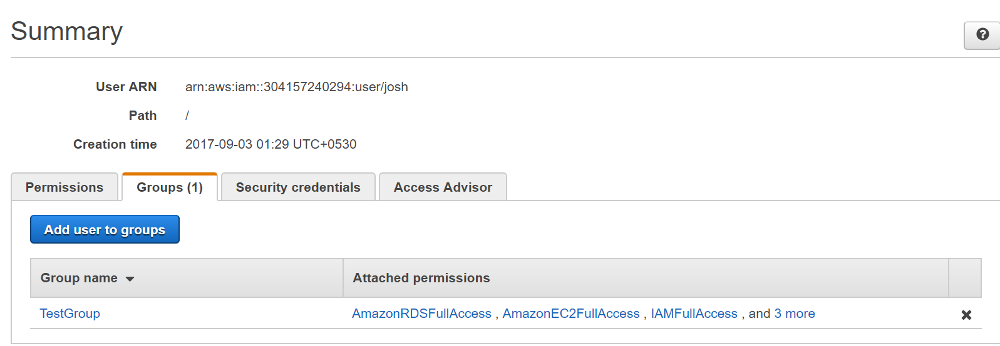 Summary
?
User ARN arn:aws:iam::304157240294:user/josh
Path /
Creation time 2017-09-03 01:29 UTC+0530
Permissions Groups (1) Security credentials Access Advisor
Add user to groups
Group name Attached permissions
TestGroup AmazonRDSFullAccess , AmazonEC2FullAccess , IAMFullAccess , and 3 more